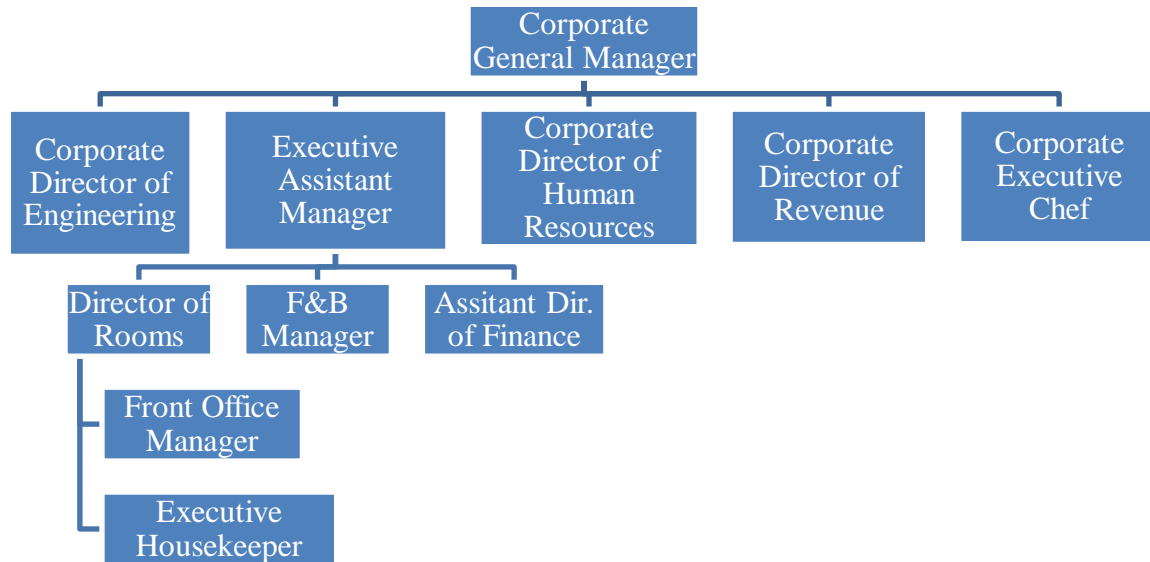 Corporate
General Manager
Corporate
Director of
Engineering
Executive
Assistant
Manager
Corporate
Director of
Human
Resources
Corporate
Director of
Revenue
Corporate
Executive
Chef
Director of
Rooms
F&B
Manager
Assitant Dir.
of Finance
Front Office
Manager
Executive
Housekeeper